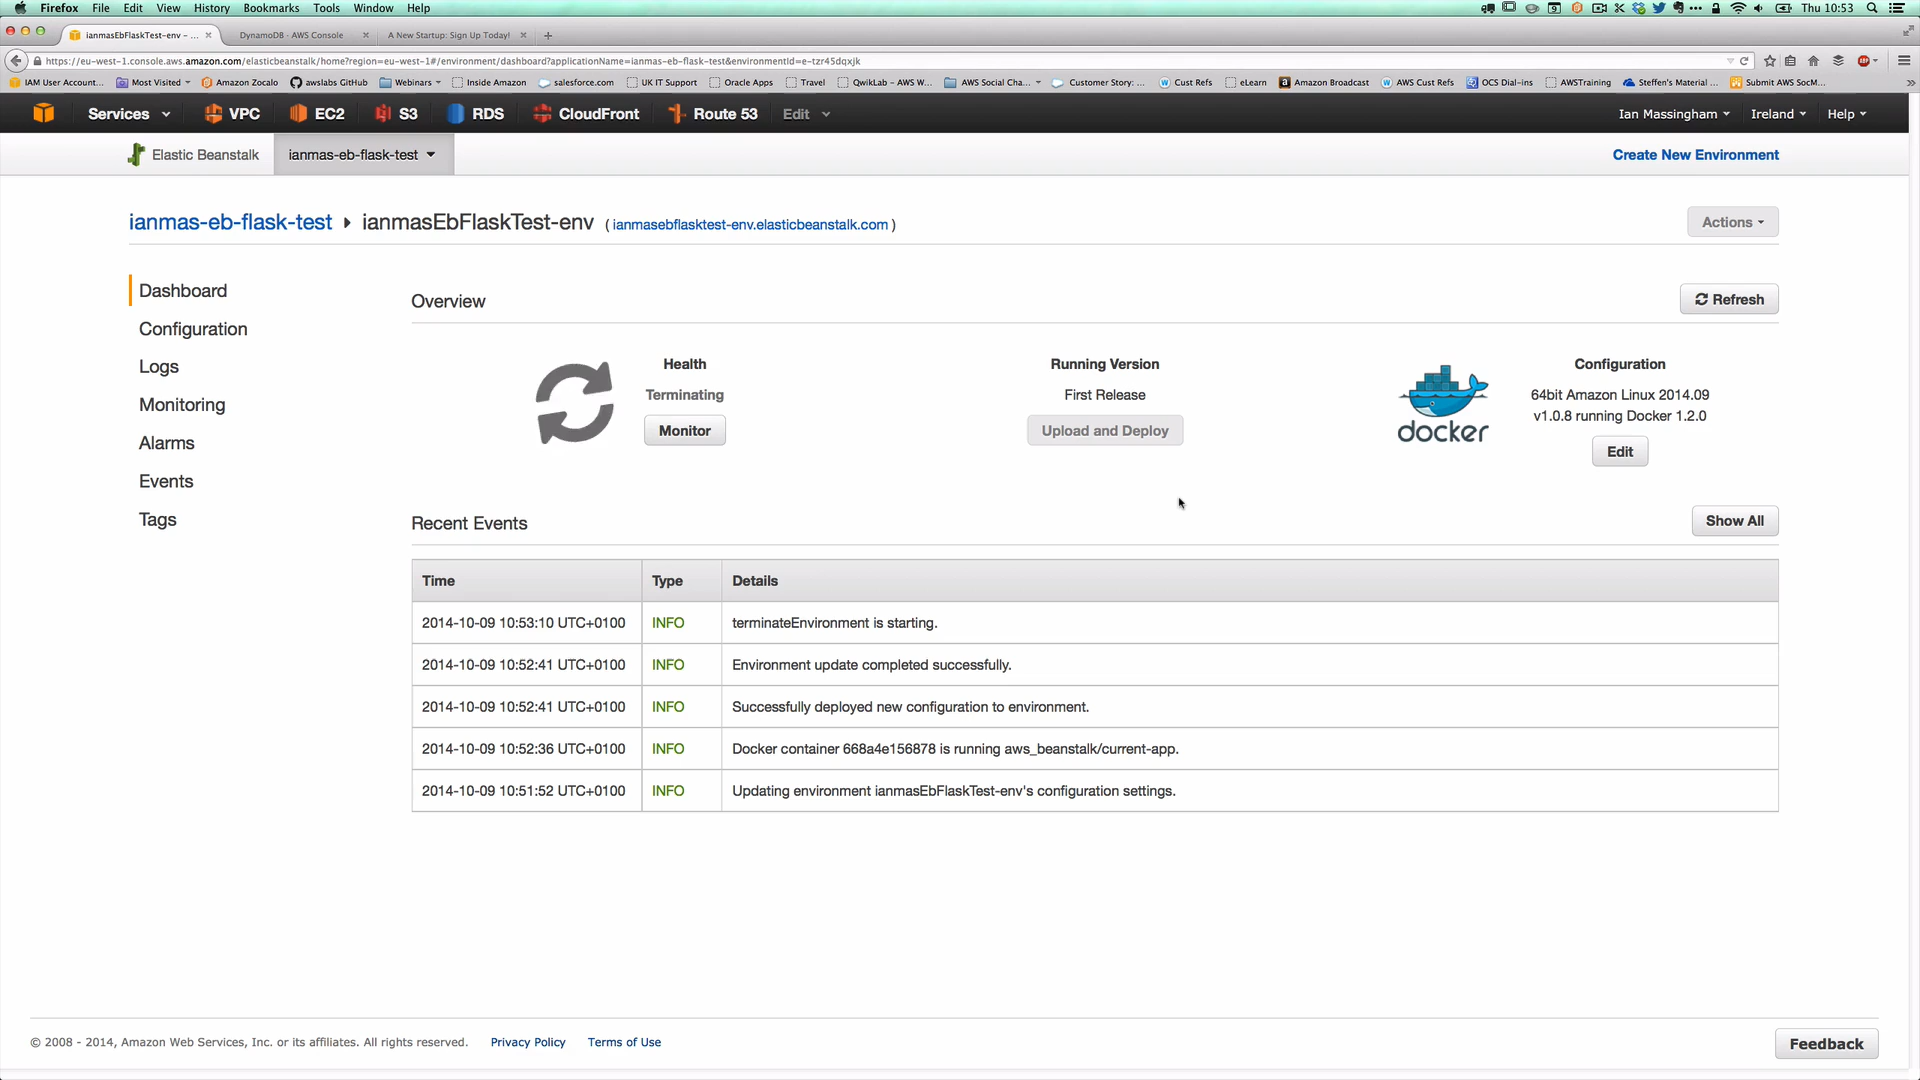 Firefox File Edit View History Bookmarks Tools Window Help Thu 10:53
ianmasEbFlaskTest-env - ... DynamoDB · AWS Console A New Startup: Sign Up Today!
https://eu-west-1.console.aws.amazon.com/elasticbeanstalk/home?region=eu-west-1#/environment/dashboard?applicationName=ianmas-eb-flask-test&environmentId=e-tzr45dqxjk
IAM User Account... Most Visited Amazon Zocalo awslabs GitHub Webinars Inside Amazon salesforce.com UK IT Support Oracle Apps Travel QwikLab – AWS W... AWS Social Cha... Customer Story: ... Cust Refs eLearn Amazon Broadcast AWS Cust Refs OCS Dial-ins AWSTraining Steffen's Material ... Submit AWS SocM...
Services VPC EC2 S3 RDS CloudFront Route 53 Edit Ian Massingham Ireland Help
Elastic Beanstalk ianmas-eb-flask-test Create New Environment
ianmas-eb-flask-test ianmasEbFlaskTest-env ( ianmasebflasktest-env.elasticbeanstalk.com ) Actions
Dashboard
Configuration
Logs
Monitoring
Alarms
Events
Tags
Overview Refresh
Health
Terminating
Monitor
Running Version
First Release
Upload and Deploy
docker
Configuration
64bit Amazon Linux 2014.09
v1.0.8 running Docker 1.2.0
Edit
Recent Events Show All
Time Type Details
2014-10-09 10:53:10 UTC+0100 INFO terminateEnvironment is starting.
2014-10-09 10:52:41 UTC+0100 INFO Environment update completed successfully.
2014-10-09 10:52:41 UTC+0100 INFO Successfully deployed new configuration to environment.
2014-10-09 10:52:36 UTC+0100 INFO Docker container 668a4e156878 is running aws_beanstalk/current-app.
2014-10-09 10:51:52 UTC+0100 INFO Updating environment ianmasEbFlaskTest-env's configuration settings.
© 2008 - 2014, Amazon Web Services, Inc. or its affiliates. All rights reserved. Privacy Policy Terms of Use Feedback